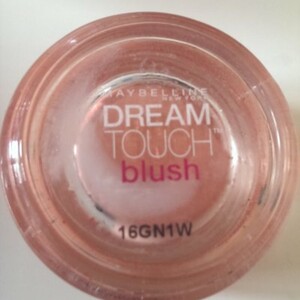 MAYBELLINE
NEW YORK
DREAM
TOUCH™
blush
16GN1W